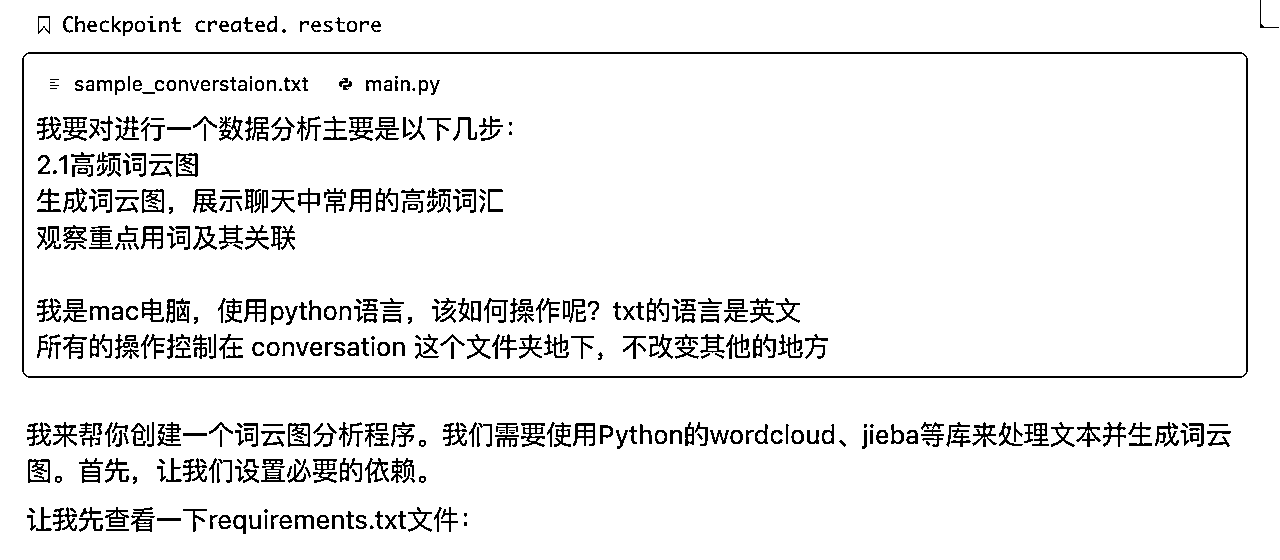 Checkpoint created. restore
sample_converstaion.txt main.py
我要对进行一个数据分析主要是以下几步：
2.1高频词云图
生成词云图，展示聊天中常用的高频词汇
观察重点用词及其关联
我是mac电脑，使用python语言，该如何操作呢？txt的语言是英文
所有的操作控制在 conversation 这个文件夹地下，不改变其他的地方
我来帮你创建一个词云图分析程序。我们需要使用Python的wordcloud、jieba等库来处理文本并生成词云
图。首先，让我们设置必要的依赖。
让我先查看一下requirements.txt文件：